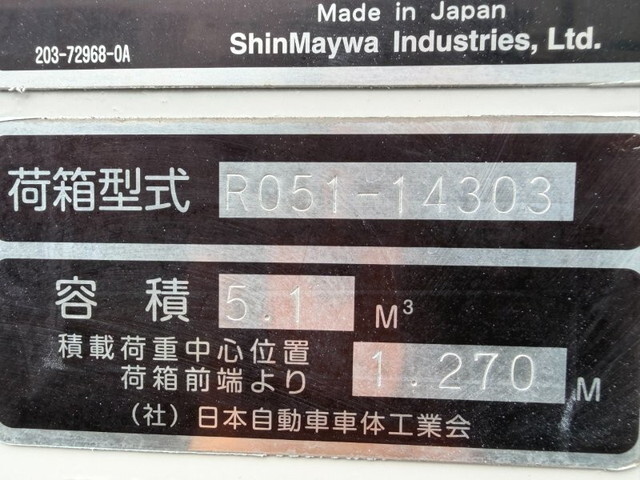 Made in Japan
203-72968-0A ShinMaywa Industries, Ltd.
荷箱型式 R051-14303
容積 5.1 M³
積載荷重中心位置
荷箱前端より 1.270 M
（社）日本自動車車体工業会